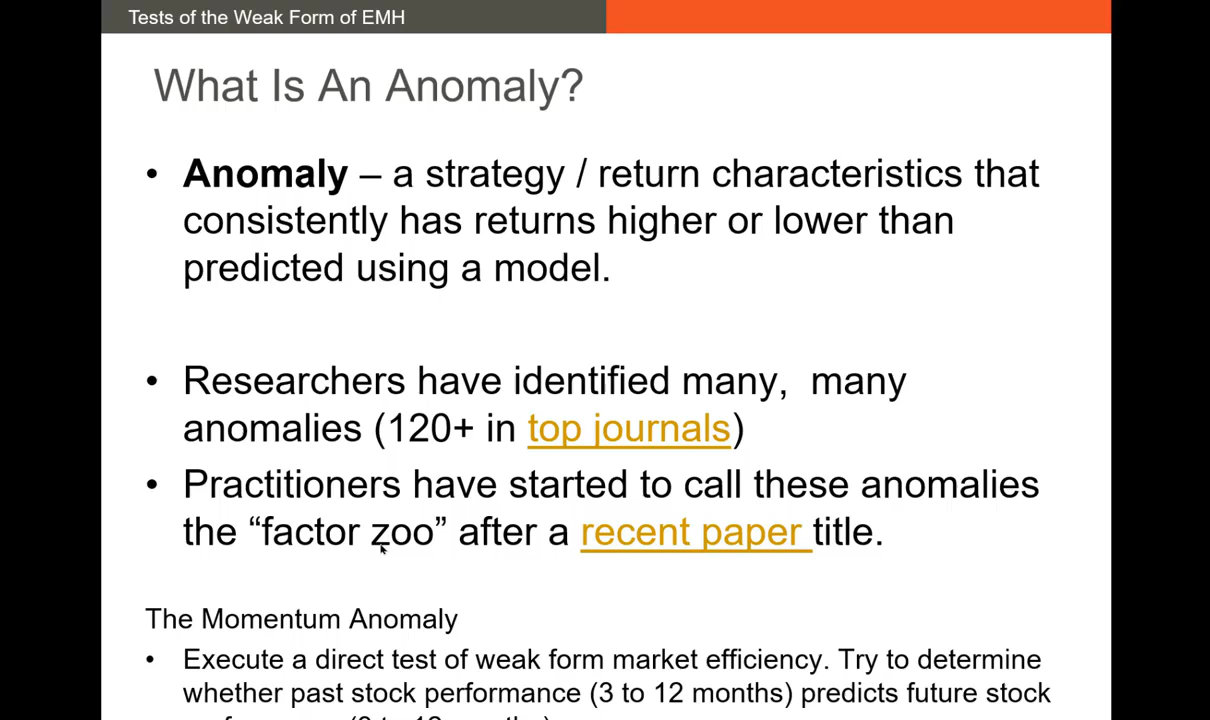 Tests of the Weak Form of EMH
What Is An Anomaly?
• Anomaly – a strategy / return characteristics that
consistently has returns higher or lower than
predicted using a model.
• Researchers have identified many,  many
anomalies (120+ in top journals)
• Practitioners have started to call these anomalies
the “factor zoo” after a recent paper title.
The Momentum Anomaly
• Execute a direct test of weak form market efficiency. Try to determine
whether past stock performance (3 to 12 months) predicts future stock